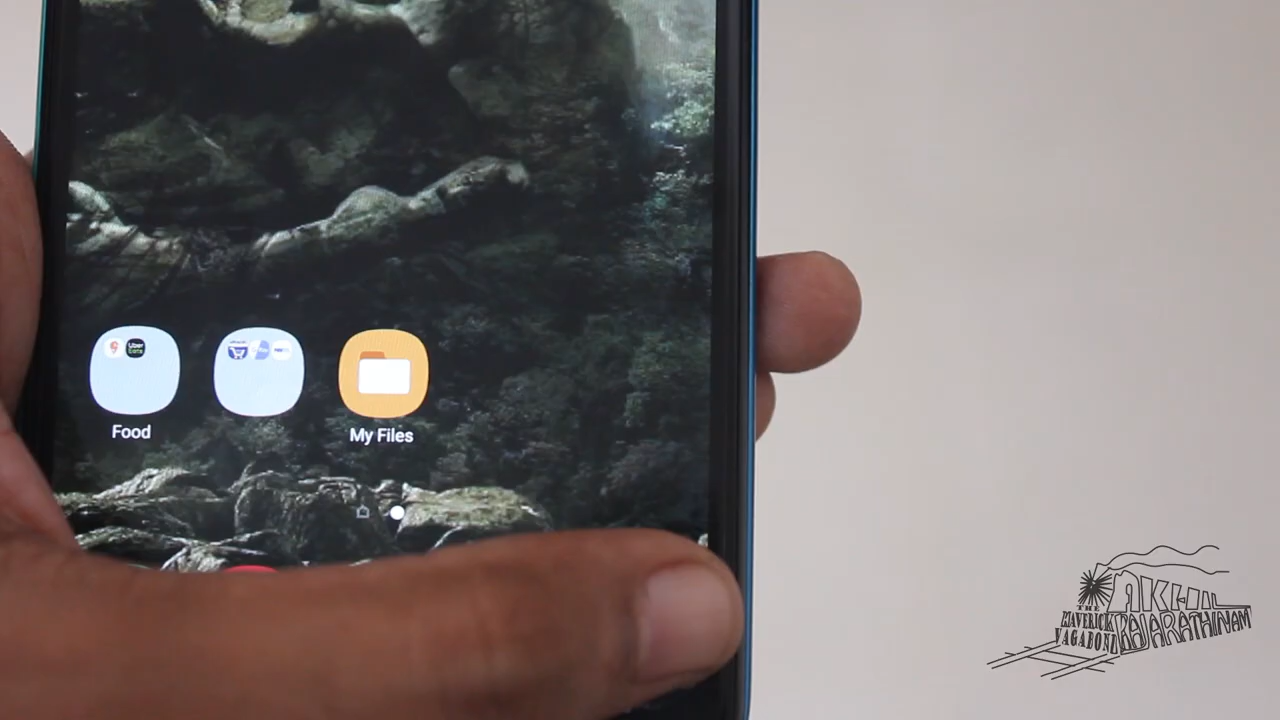 Uber
Eats
Food
My Files
THE
MAVERICK
VAGABOND
AKHIL
RAJARATHINAM